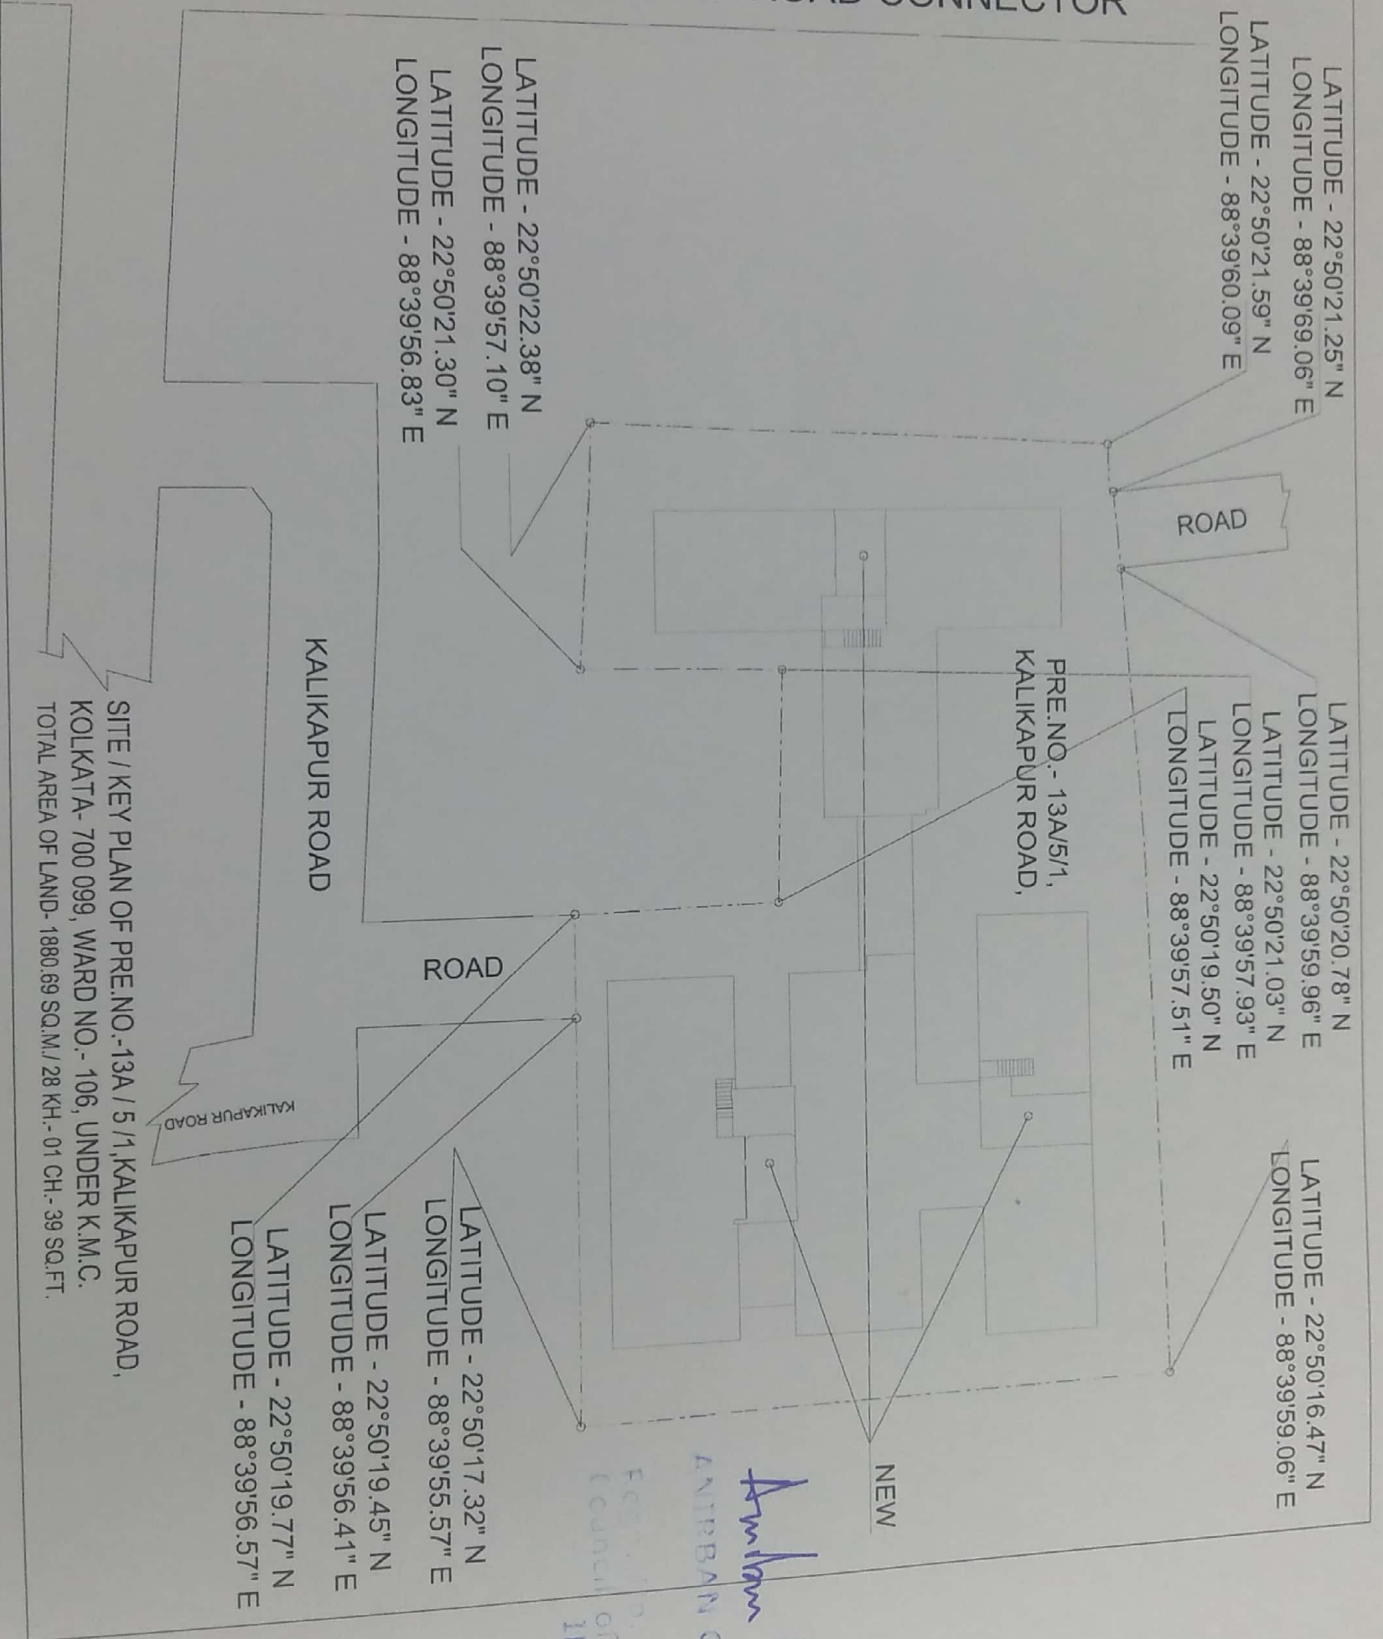 ROAD CONNECTOR
LATITUDE - 22°50'21.25" N
LONGITUDE - 88°39'69.06" E
LATITUDE - 22°50'21.59" N
LONGITUDE - 88°39'60.09" E
LATITUDE - 22°50'22.38" N
LONGITUDE - 88°39'57.10" E
LATITUDE - 22°50'21.30" N
LONGITUDE - 88°39'56.83" E
ROAD
LATITUDE - 22°50'20.78" N
LONGITUDE - 88°39'59.96" E
LATITUDE - 22°50'21.03" N
LONGITUDE - 88°39'57.93" E
LATITUDE - 22°50'19.50" N
LONGITUDE - 88°39'57.51" E
PRE.NO.- 13A/5/1,
KALIKAPUR ROAD,
KALIKAPUR ROAD
ROAD
KALIKAPUR ROAD
LATITUDE - 22°50'16.47" N
LONGITUDE - 88°39'59.06" E
NEW
LATITUDE - 22°50'17.32" N
LONGITUDE - 88°39'55.57" E
LATITUDE - 22°50'19.45" N
LONGITUDE - 88°39'56.41" E
LATITUDE - 22°50'19.77" N
LONGITUDE - 88°39'56.57" E
SITE / KEY PLAN OF PRE.NO.-13A / 5 /1,KALIKAPUR ROAD,
KOLKATA- 700 099, WARD NO.- 106, UNDER K.M.C.
TOTAL AREA OF LAND- 1880.69 SQ.M./ 28 KH.- 01 CH.- 39 SQ.FT.
ANIRBAN